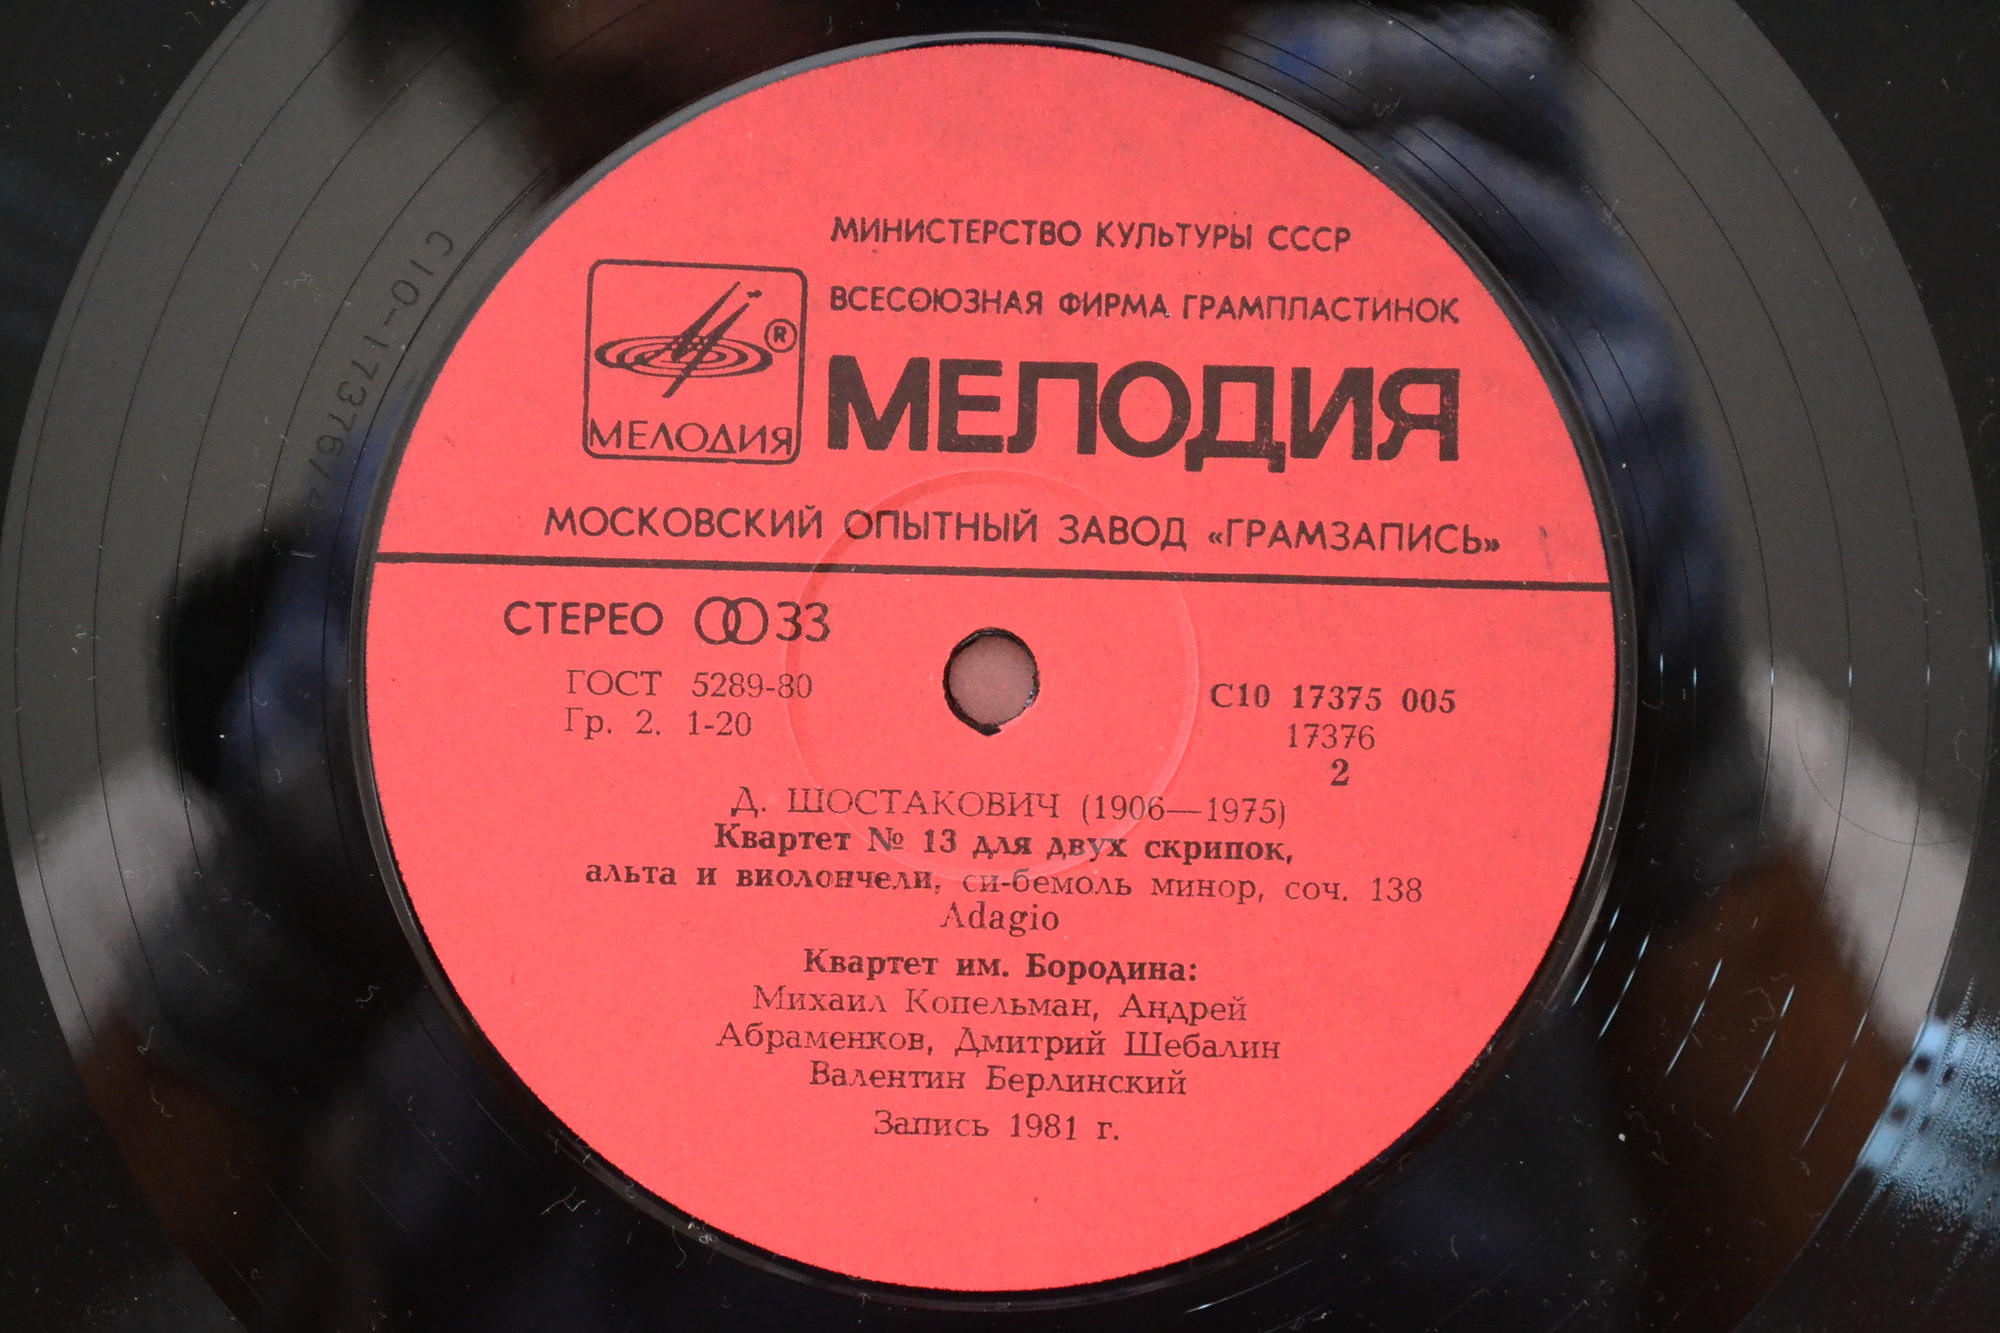 МИНИСТЕРСТВО КУЛЬТУРЫ СССР
ВСЕСОЮЗНАЯ ФИРМА ГРАМПЛАСТИНОК
®
МЕЛОДИЯ
МЕЛОДИЯ
МОСКОВСКИЙ ОПЫТНЫЙ ЗАВОД «ГРАМЗАПИСЬ»
СТЕРЕО 33
ГОСТ 5289-80
Гр. 2. 1-20
С10 17375 005
17376
2
Д. ШОСТАКОВИЧ (1906—1975)
Квартет № 13 для двух скрипок,
альта и виолончели, си-бемоль минор, соч. 138
Adagio
Квартет им. Бородина:
Михаил Копельман, Андрей
Абраменков, Дмитрий Шебалин
Валентин Берлинский
Запись 1981 г.